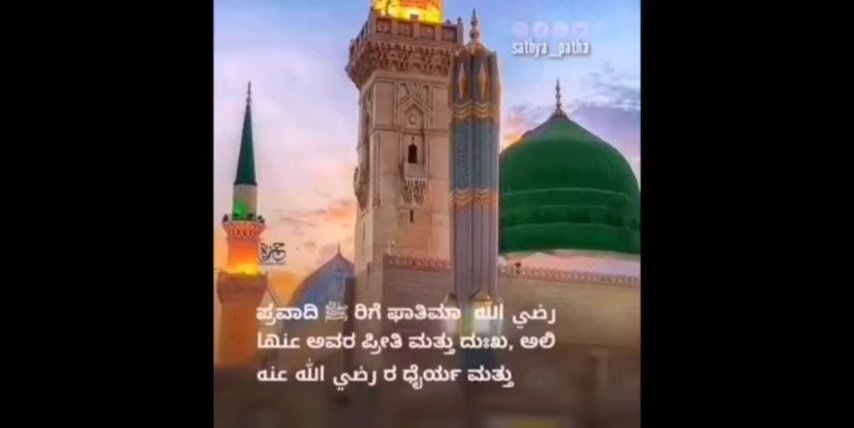 sathya_patha
ಪ್ರವಾದಿ ﷺ ರಿಗೆ ಫಾತಿಮಾ رضي الله
عنها ಅವರ ಪ್ರೀತಿ ಮತ್ತು ದುಃಖ, ಅಲಿ
رضي الله عنه ರ ಧೈರ್ಯ ಮತ್ತು